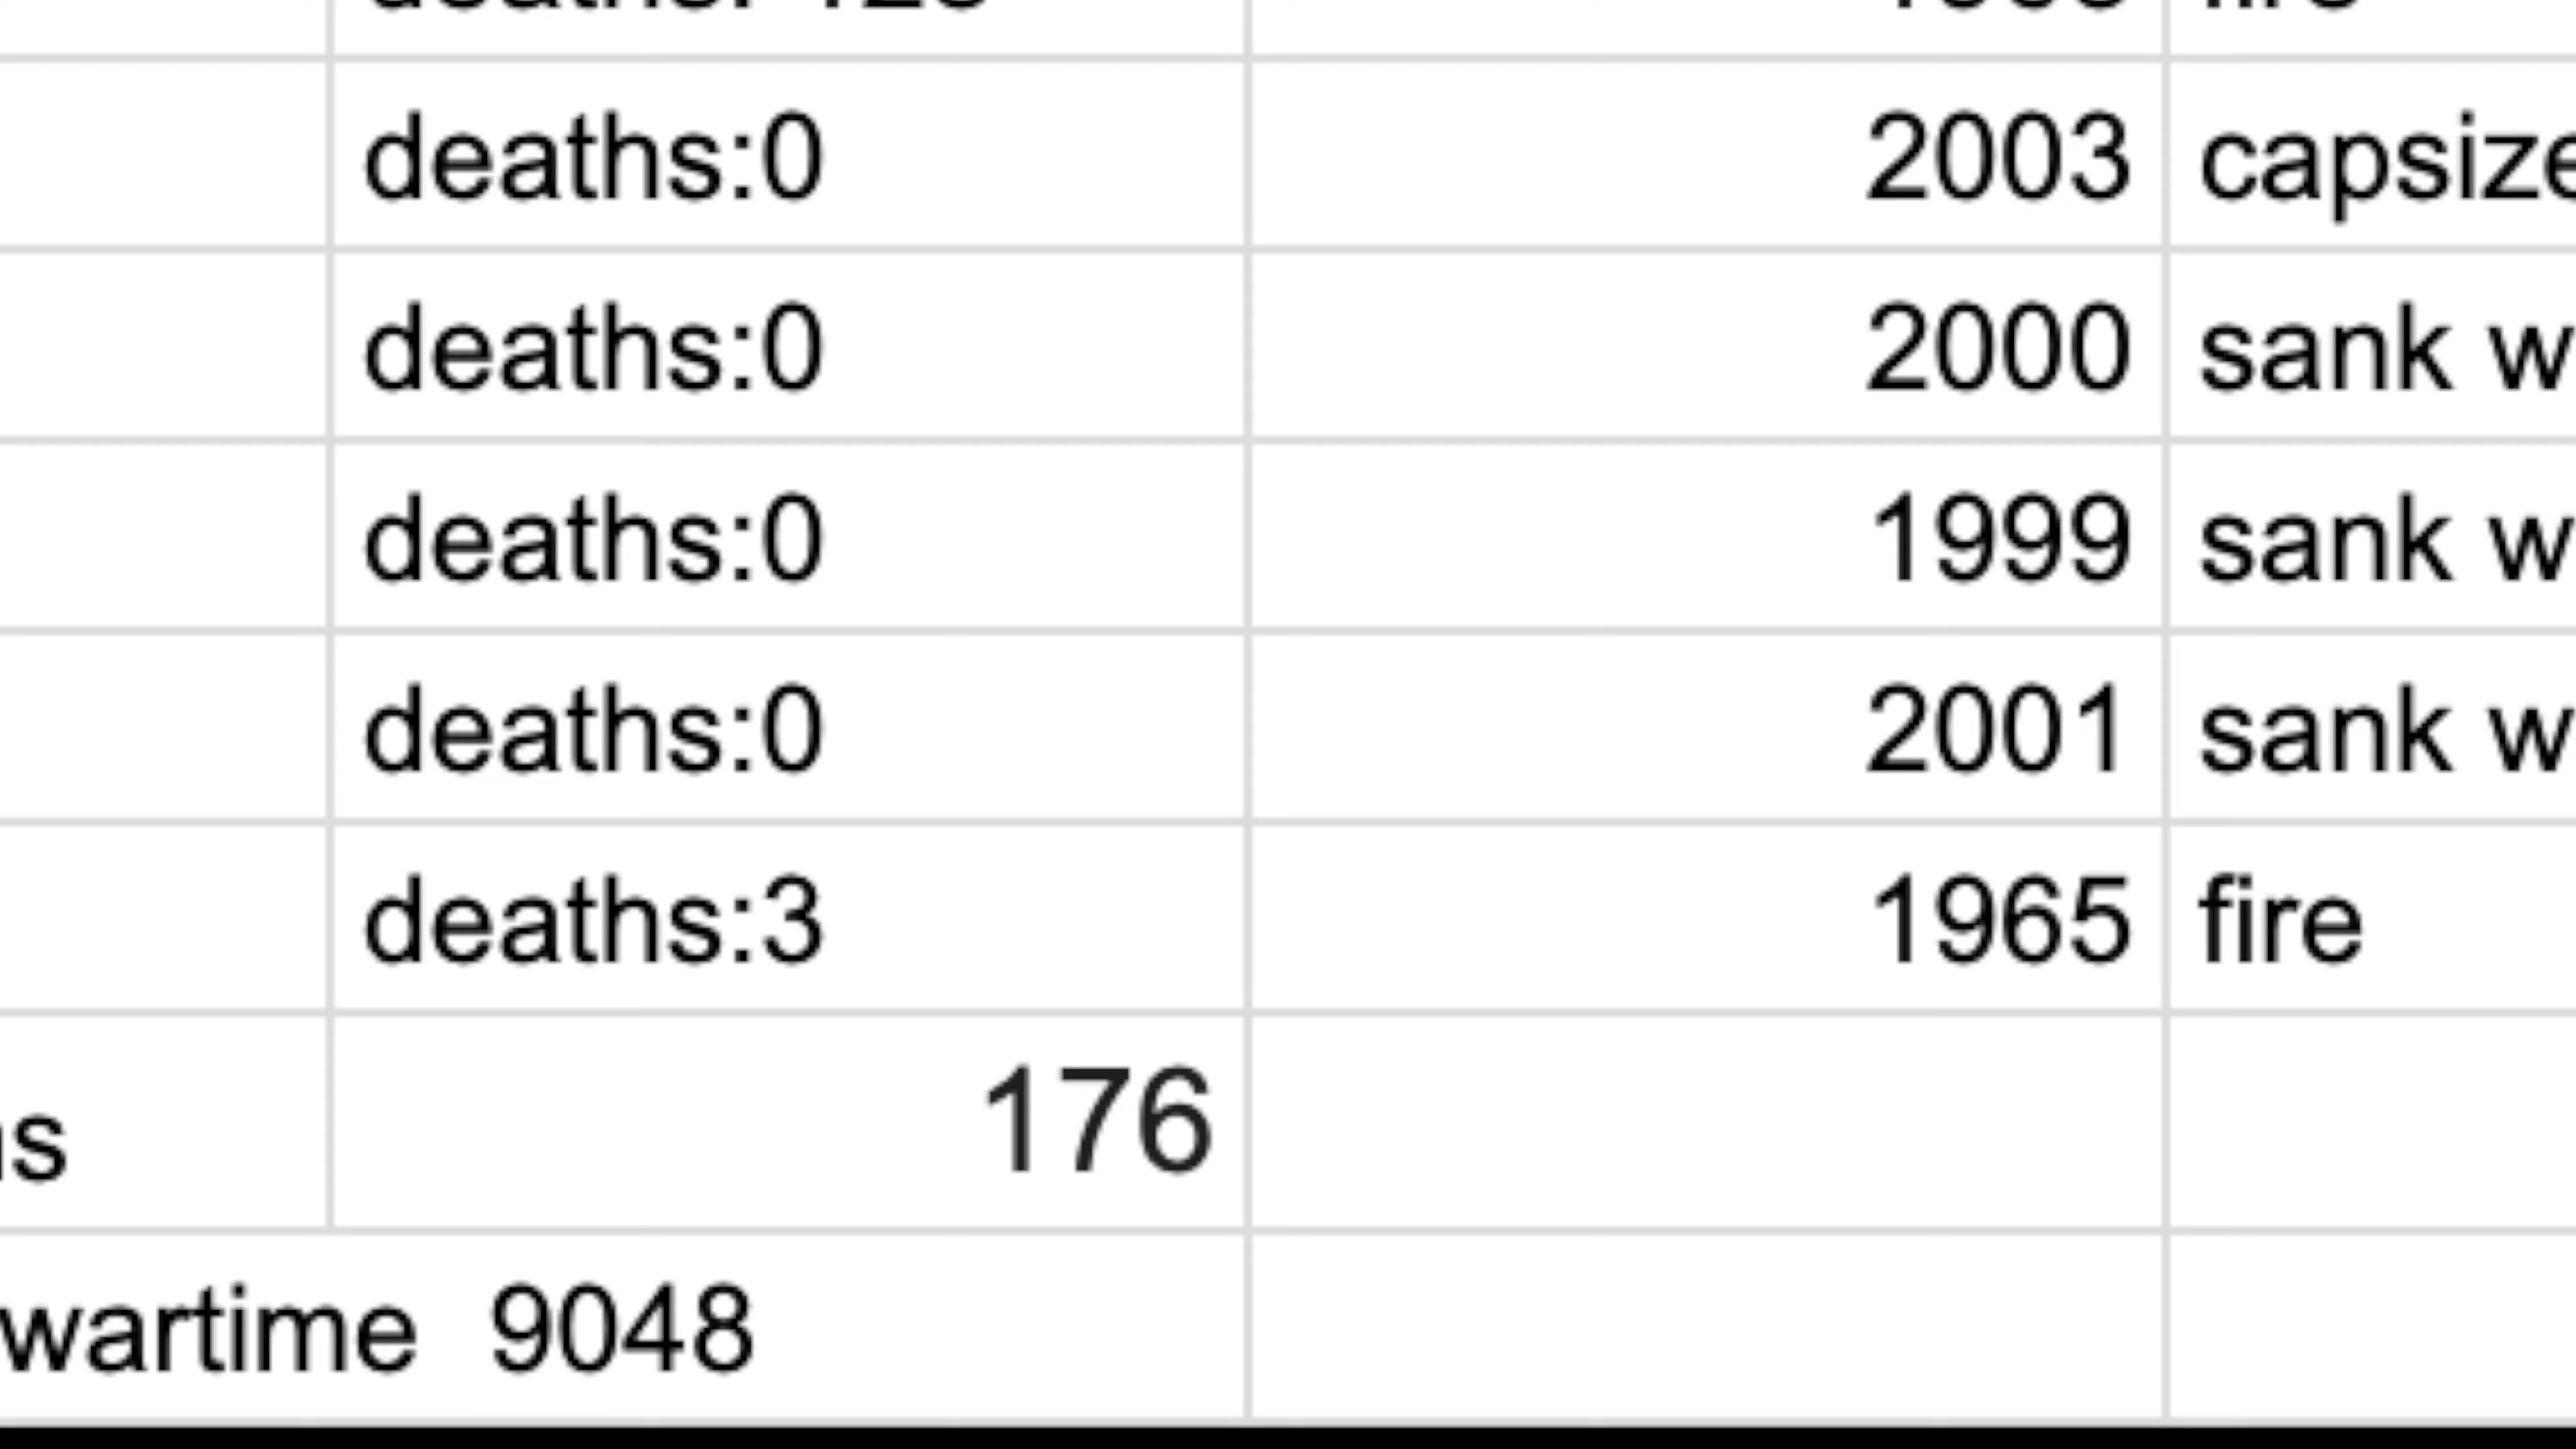 deaths:0 2003 capsize
deaths:0 2000 sank w
deaths:0 1999 sank w
deaths:0 2001 sank w
deaths:3 1965 fire
s 176
wartime 9048